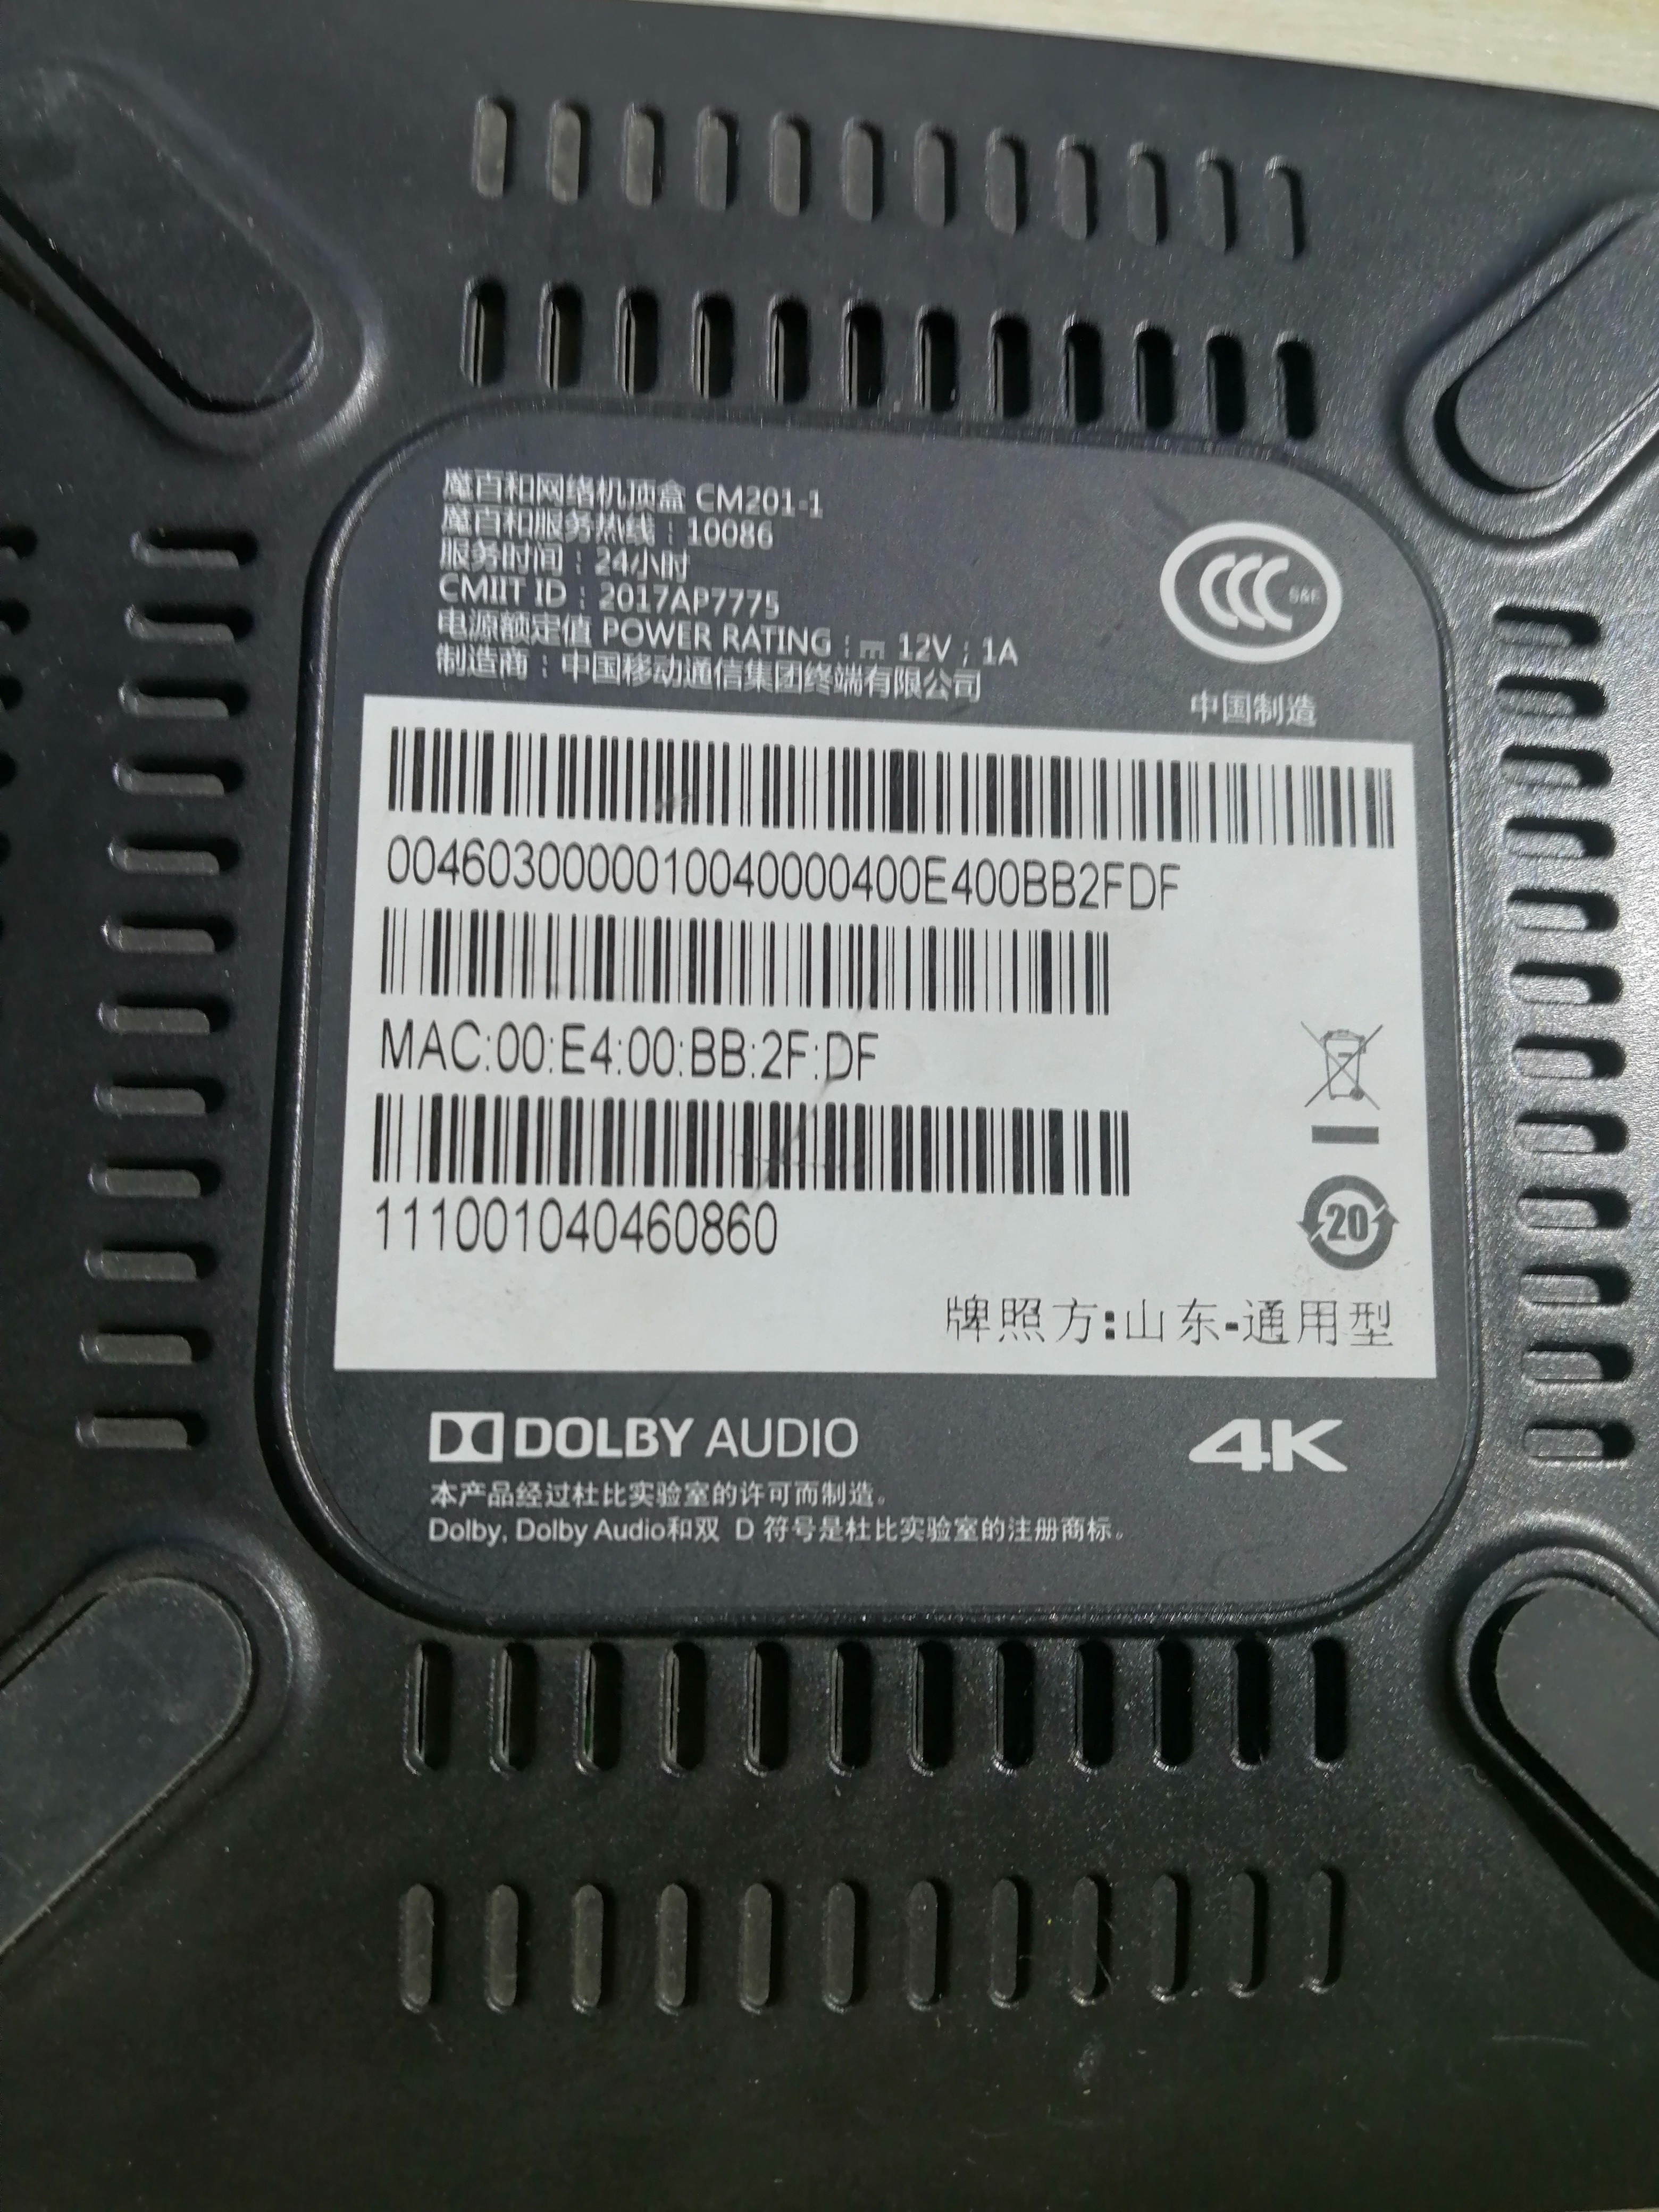 魔百和网络机顶盒 CM201-1
魔百和服务热线：10086
服务时间：24小时
CMIIT ID：2017AP7775
电源额定值 POWER RATING：⎓ 12V；1A
制造商：中国移动通信集团终端有限公司
CCC S&E
中国制造
00460300000010040000400E400BB2FDF
MAC:00:E4:00:BB:2F:DF
111001040460860
20
牌照方:山东-通用型
DOLBY AUDIO
4K
本产品经过杜比实验室的许可而制造。
Dolby, Dolby Audio和双 D 符号是杜比实验室的注册商标。